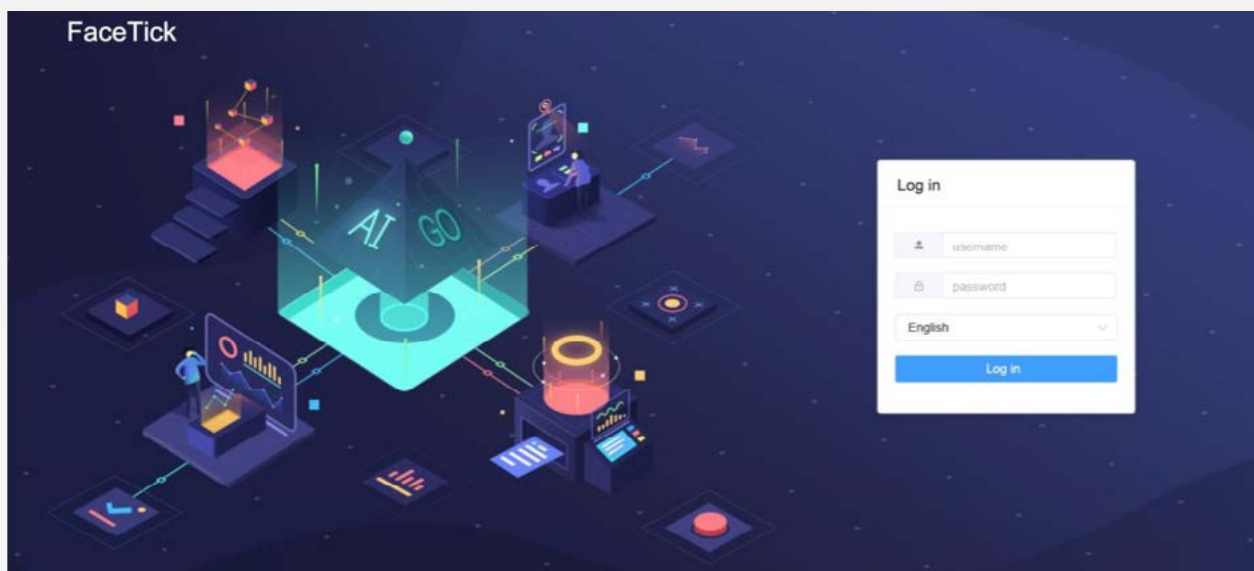 FaceTick
AI GO
Log in
username
password
English
Log in